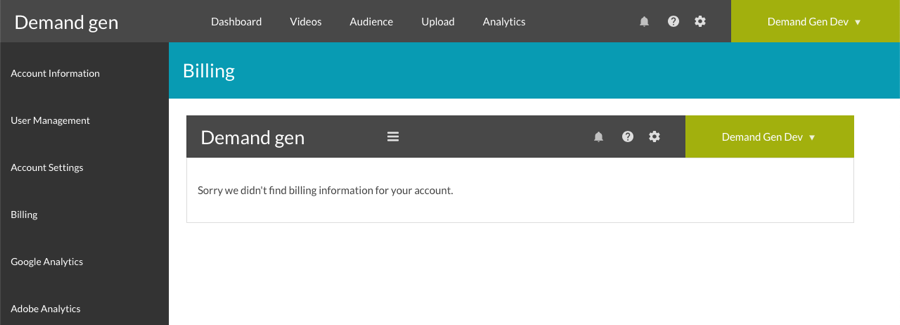 Demand gen
Dashboard Videos Audience Upload Analytics
Demand Gen Dev
Account Information
User Management
Account Settings
Billing
Google Analytics
Adobe Analytics
Billing
Demand gen
Demand Gen Dev
Sorry we didn't find billing information for your account.